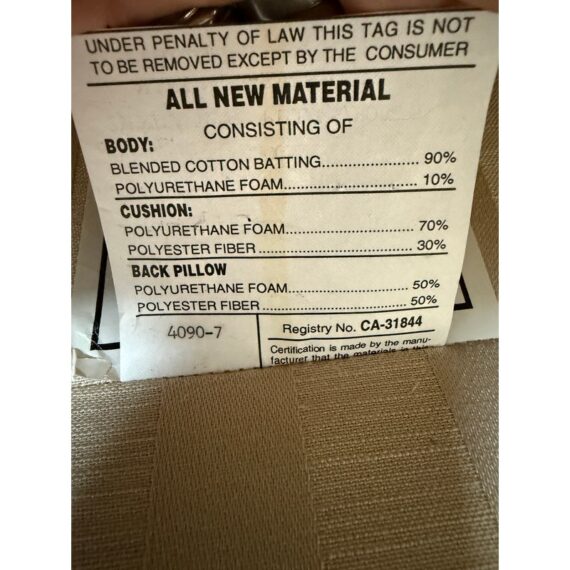 UNDER PENALTY OF LAW THIS TAG IS NOT
TO BE REMOVED EXCEPT BY THE CONSUMER
ALL NEW MATERIAL
CONSISTING OF
BODY:
BLENDED COTTON BATTING.................... 90%
POLYURETHANE FOAM............................ 10%
CUSHION:
POLYURETHANE FOAM........................... 70%
POLYESTER FIBER ................................ 30%
BACK PILLOW
POLYURETHANE FOAM......................... 50%
POLYESTER FIBER .............................. 50%
4090-7
Registry No. CA-31844
Certification is made by the manu-
facturer that the materials in this